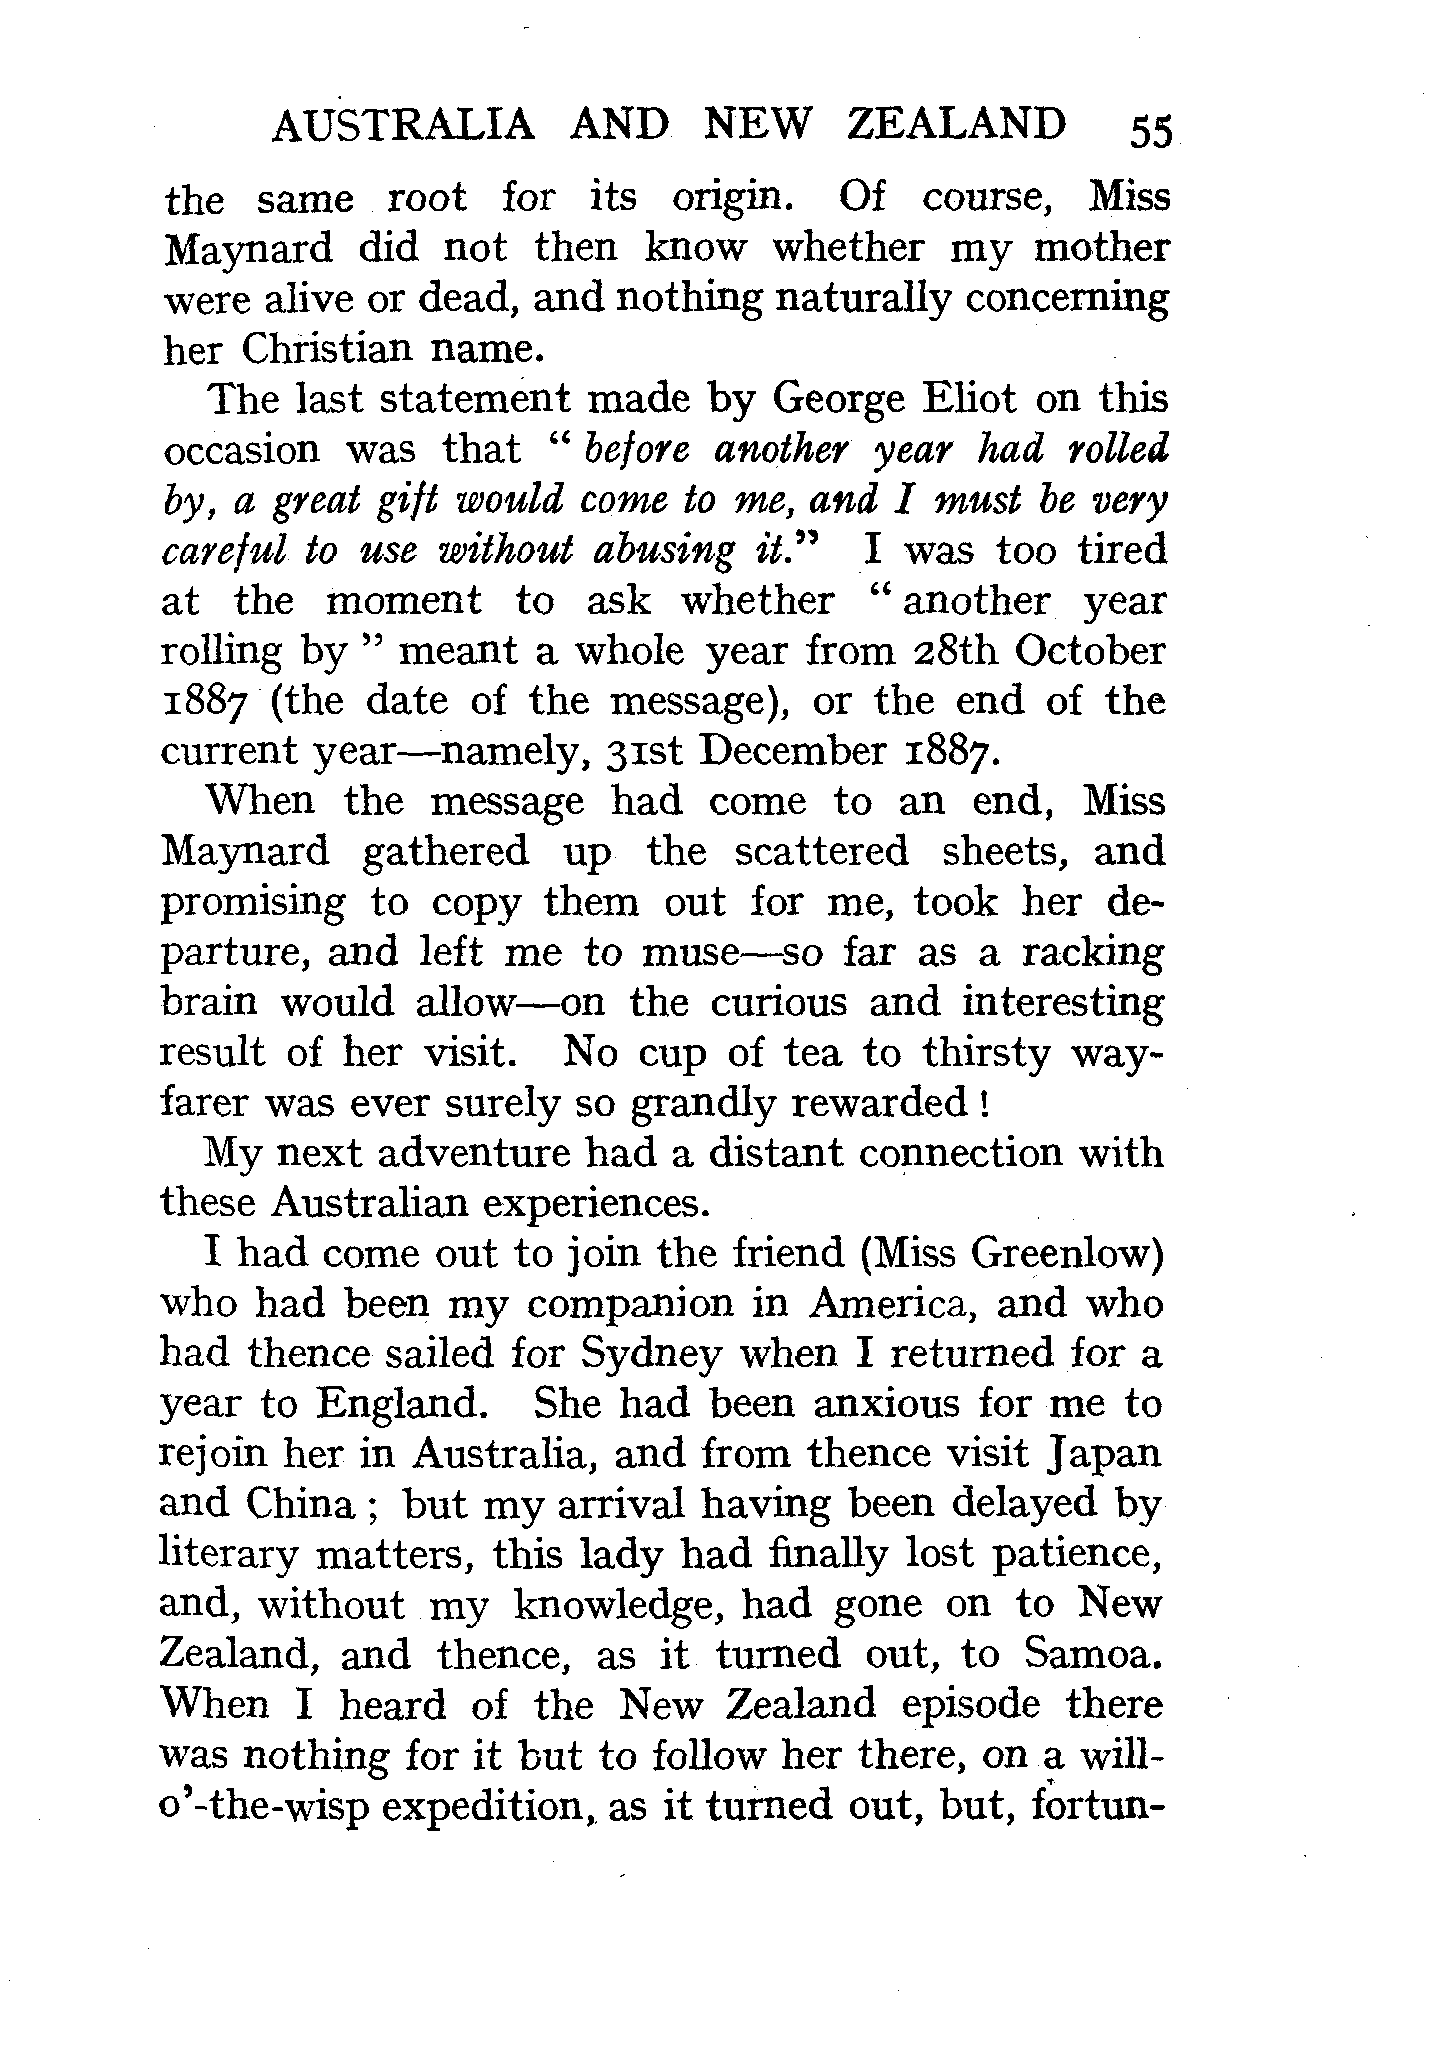 AUSTRALIA AND NEW ZEALAND 55
the same root for its origin. Of course, Miss
Maynard did not then know whether my mother
were alive or dead, and nothing naturally concerning
her Christian name.
The last statement made by George Eliot on this
occasion was that “ before another year had rolled
by, a great gift would come to me, and I must be very
careful to use without abusing it.” I was too tired
at the moment to ask whether “ another year
rolling by ” meant a whole year from 28th October
1887 (the date of the message), or the end of the
current year—namely, 31st December 1887.
When the message had come to an end, Miss
Maynard gathered up the scattered sheets, and
promising to copy them out for me, took her de-
parture, and left me to muse—so far as a racking
brain would allow—on the curious and interesting
result of her visit. No cup of tea to thirsty way-
farer was ever surely so grandly rewarded !
My next adventure had a distant connection with
these Australian experiences.
I had come out to join the friend (Miss Greenlow)
who had been my companion in America, and who
had thence sailed for Sydney when I returned for a
year to England. She had been anxious for me to
rejoin her in Australia, and from thence visit Japan
and China ; but my arrival having been delayed by
literary matters, this lady had finally lost patience,
and, without my knowledge, had gone on to New
Zealand, and thence, as it turned out, to Samoa.
When I heard of the New Zealand episode there
was nothing for it but to follow her there, on a will-
o’-the-wisp expedition, as it turned out, but, fortun-